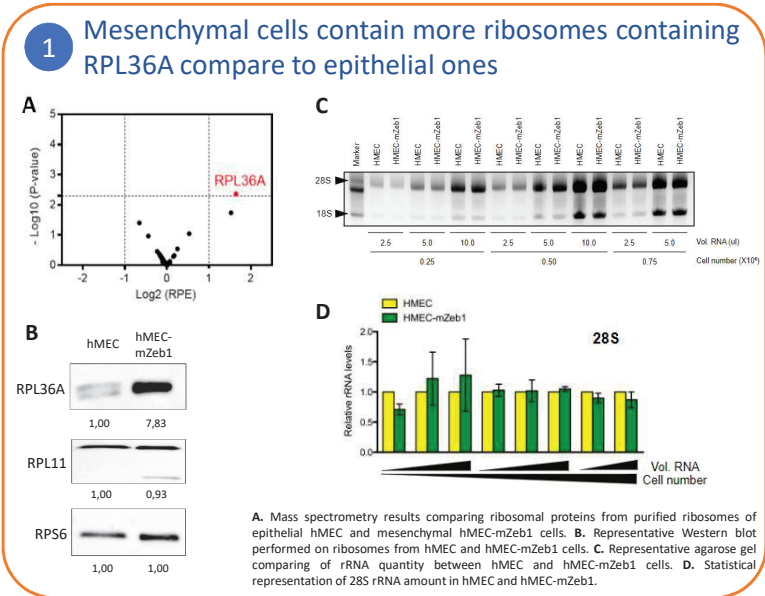 1
Mesenchymal cells contain more ribosomes containing
RPL36A compare to epithelial ones
A
5
4
3
2
1
0
- Log10 (P-value)
RPL36A
-2
-1
0
1
2
Log2 (RPE)
B
hMEC
hMEC-
mZeb1
RPL36A
1,00
7,83
RPL11
1,00
0,93
RPS6
1,00
1,00
C
Marker
HMEC
HMEC-mZeb1
HMEC
HMEC-mZeb1
HMEC
HMEC-mZeb1
HMEC
HMEC-mZeb1
HMEC
HMEC-mZeb1
HMEC
HMEC-mZeb1
HMEC
HMEC-mZeb1
HMEC
HMEC-mZeb1
28S
18S
2.5 5.0 10.0 2.5 5.0 10.0 2.5 5.0 Vol. RNA (ul)
0.25 0.50 0.75 Cell number (X10⁶)
D
HMEC
HMEC-mZeb1
28S
2.0
1.5
1.0
0.5
0.0
Relative rRNA levels
Vol. RNA
Cell number
A. Mass spectrometry results comparing ribosomal proteins from purified ribosomes of
epithelial hMEC and mesenchymal hMEC-mZeb1 cells. B. Representative Western blot
performed on ribosomes from hMEC and hMEC-mZeb1 cells. C. Representative agarose gel
comparing of rRNA quantity between hMEC and hMEC-mZeb1 cells. D. Statistical
representation of 28S rRNA amount in hMEC and hMEC-mZeb1.